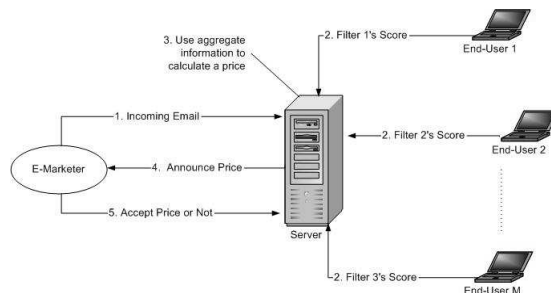 3. Use aggregate
information to
calculate a price
2. Filter 1's Score
End-User 1
1. Incoming Email
2. Filter 2's Score
End-User 2
E-Marketer
4. Announce Price
5. Accept Price or Not
Server
2. Filter 3's Score
End-User M